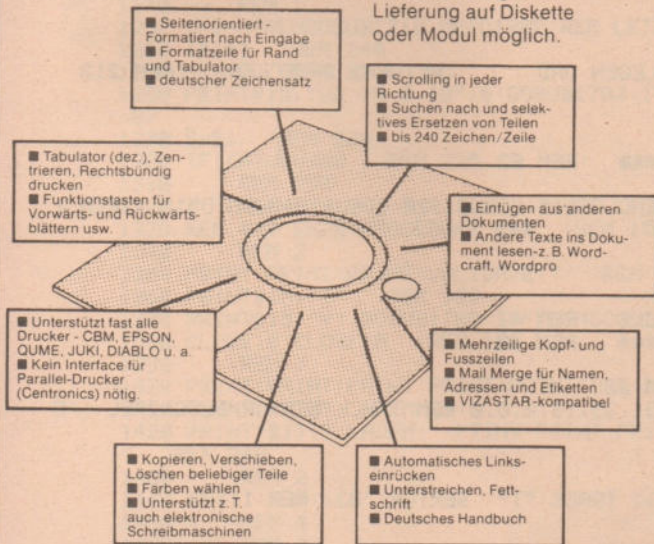 Lieferung auf Diskette
oder Modul möglich.
■ Seitenorientiert -
Formatiert nach Eingabe
■ Formatzeile für Rand
und Tabulator
■ deutscher Zeichensatz
■ Scrolling in jeder
Richtung
■ Suchen nach und selek-
tives Ersetzen von Teilen
■ bis 240 Zeichen/Zeile
■ Tabulator (dez.), Zen-
trieren, Rechtsbündig
drucken
■ Funktionstasten für
Vorwärts- und Rückwärts-
blättern usw.
■ Einfügen aus anderen
Dokumenten
■ Andere Texte ins Doku-
ment lesen-z. B. Word-
craft, Wordpro
■ Unterstützt fast alle
Drucker - CBM, EPSON,
QUME, JUKI, DIABLO u. a.
■ Kein Interface für
Parallel-Drucker
(Centronics) nötig.
■ Mehrzeilige Kopf- und
Fusszeilen
■ Mail Merge für Namen,
Adressen und Etiketten
■ VIZASTAR-kompatibel
■ Kopieren, Verschieben,
Löschen beliebiger Teile
■ Farben wählen
■ Unterstützt z. T.
auch elektronische
Schreibmaschinen
■ Automatisches Links-
einrücken
■ Unterstreichen, Fett-
schrift
■ Deutsches Handbuch